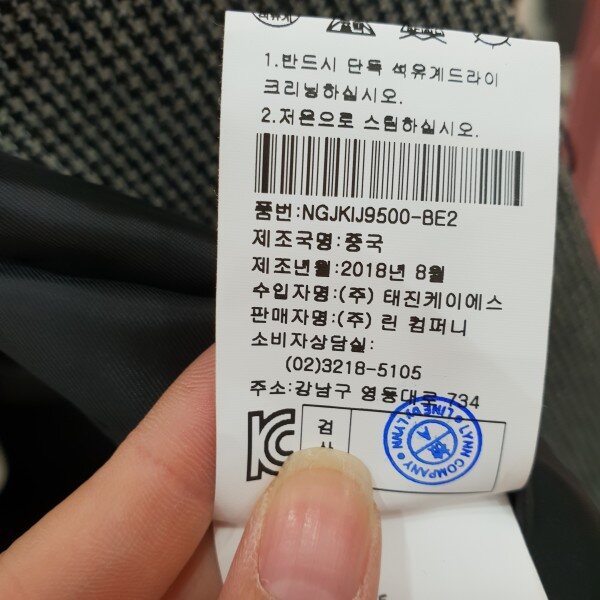 석유계
1.반드시 단독 석유계드라이
크리닝하십시오.
2.저온으로 스팀하십시오.
품번:NGJKIJ9500-BE2
제조국명:중국
제조년월:2018년 8월
수입자명:(주) 태진케이에스
판매자명:(주) 린 컴퍼니
소비자상담실:
(02)3218-5105
주소:강남구 영동대로 734
검
LYNN COMPANY